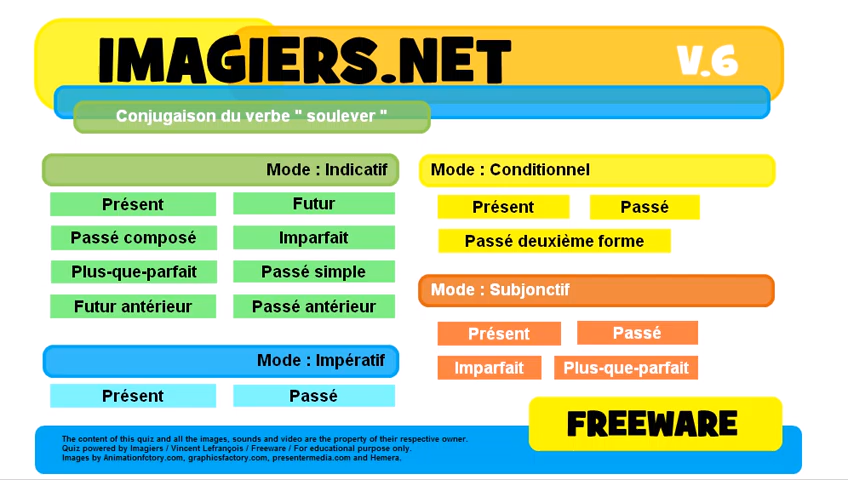 IMAGIERS.NET
V.6
Conjugaison du verbe " soulever "
Mode : Indicatif
Présent
Futur
Passé composé
Imparfait
Plus-que-parfait
Passé simple
Futur antérieur
Passé antérieur
Mode : Impératif
Présent
Passé
Mode : Conditionnel
Présent
Passé
Passé deuxième forme
Mode : Subjonctif
Présent
Passé
Imparfait
Plus-que-parfait
FREEWARE
The content of this quiz and all the images, sounds and video are the property of their respective owner.
Quiz powered by Imagiers / Vincent Lefrançois / Freeware / For educational purpose only.
Images by Animationfctory.com, graphicsfactory.com, presentermedia.com and Hemera.